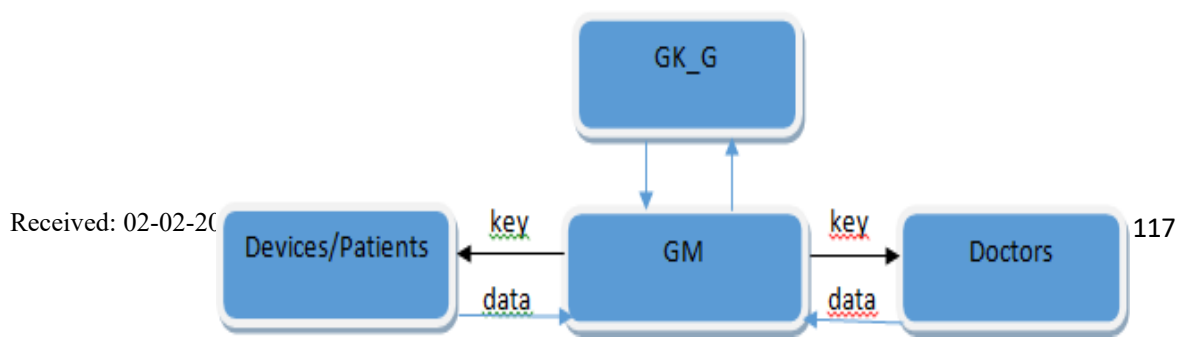 GK_G
Received: 02-02-20
Devices/Patients
key
GM
key
Doctors
117
data
data